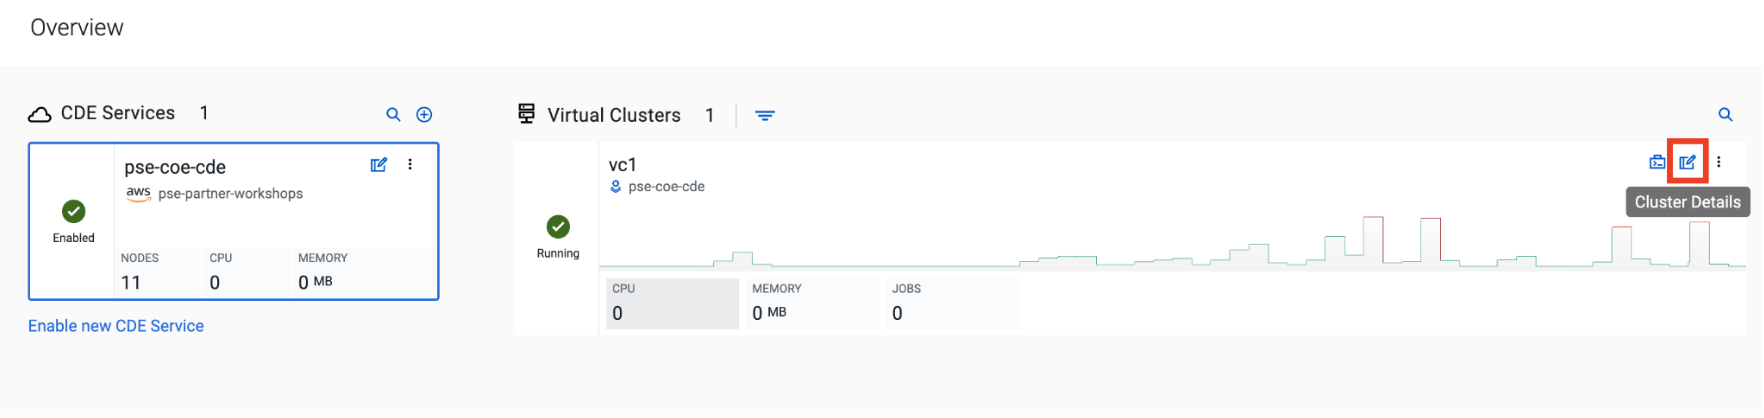 Overview
CDE Services 1
pse-coe-cde
aws pse-partner-workshops
Enabled
NODES CPU MEMORY
11 0 0 MB
Enable new CDE Service
Virtual Clusters 1
vc1
pse-coe-cde
Cluster Details
Running
CPU MEMORY JOBS
0 0 MB 0